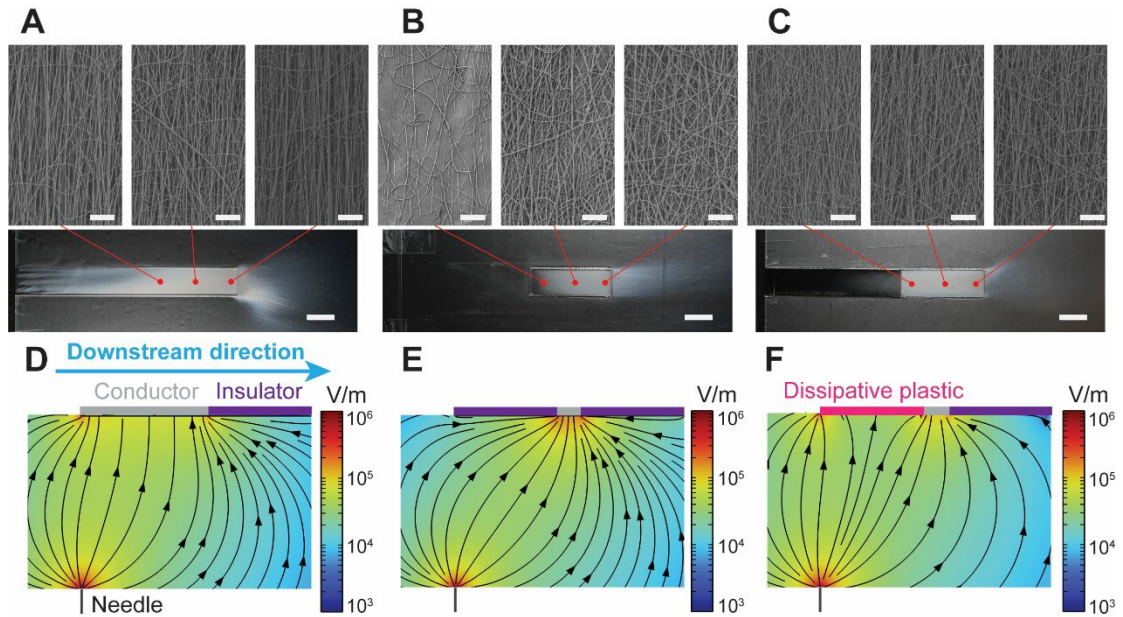 A
B
C
D
Downstream direction
Conductor
Insulator
V/m
10^6
10^5
10^4
10^3
Needle
E
V/m
10^6
10^5
10^4
10^3
F
Dissipative plastic
V/m
10^6
10^5
10^4
10^3